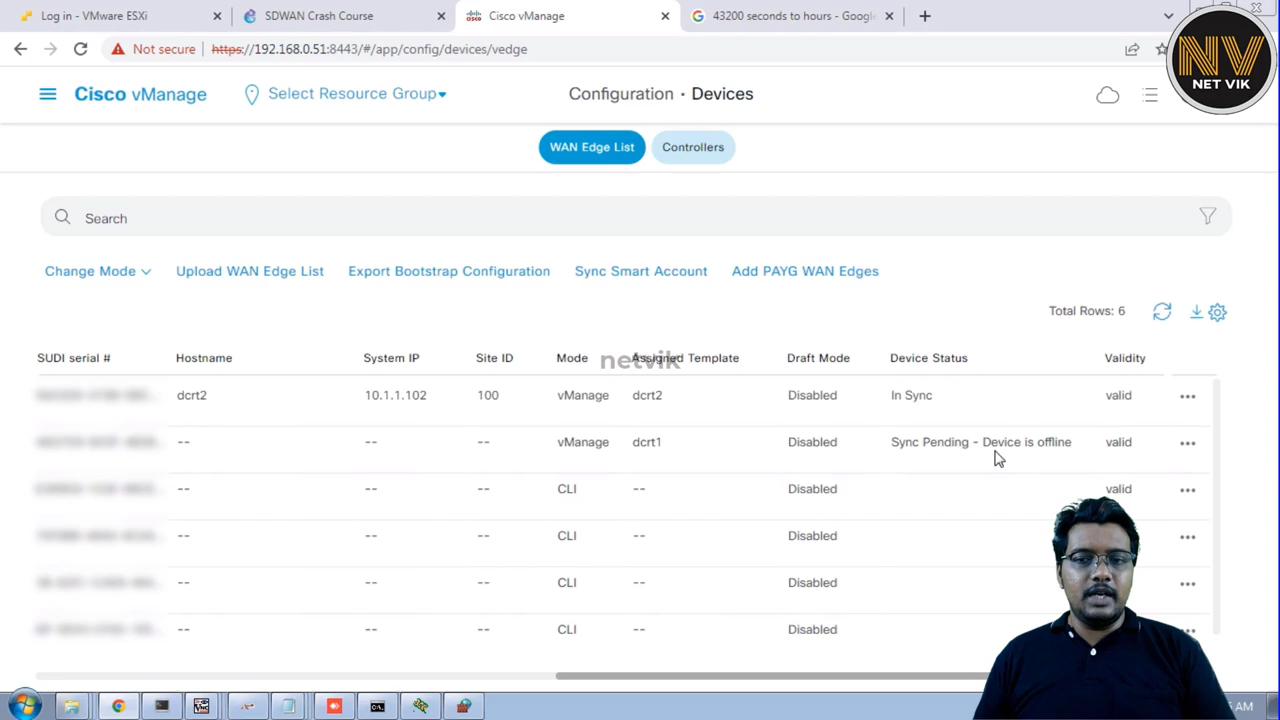 Log in - VMware ESXi
SDWAN Crash Course
Cisco vManage
43200 seconds to hours - Google
Not secure
https://192.168.0.51:8443/#/app/config/devices/vedge
NV
NET VIK
Cisco vManage
Select Resource Group
Configuration · Devices
WAN Edge List
Controllers
Search
Change Mode
Upload WAN Edge List
Export Bootstrap Configuration
Sync Smart Account
Add PAYG WAN Edges
Total Rows: 6
netvik
SUDI serial # Hostname System IP Site ID Mode Assigned Template Draft Mode Device Status Validity
dcrt2 10.1.1.102 100 vManage dcrt2 Disabled In Sync valid
-- -- -- vManage dcrt1 Disabled Sync Pending - Device is offline valid
-- -- -- CLI -- Disabled valid
-- -- -- CLI -- Disabled
-- -- -- CLI -- Disabled
-- -- -- CLI -- Disabled
AM